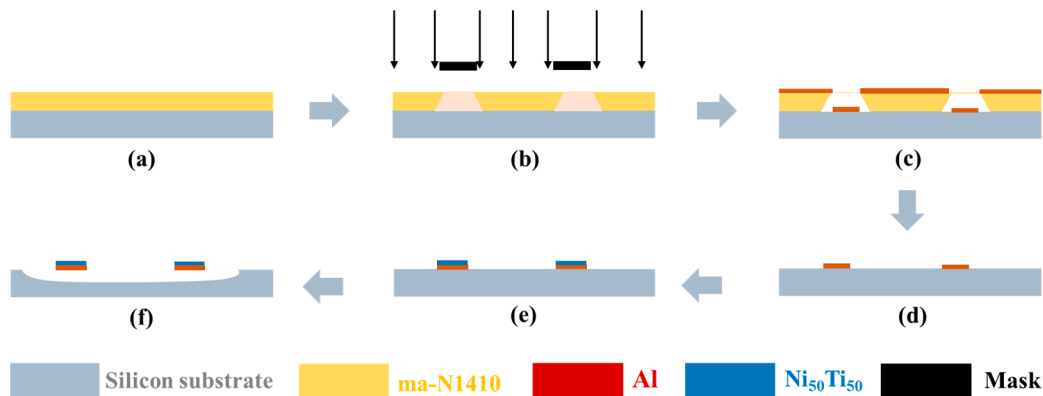 (a)
(b)
(c)
(f)
(e)
(d)
Silicon substrate
ma-N1410
Al
Ni₅₀Ti₅₀
Mask